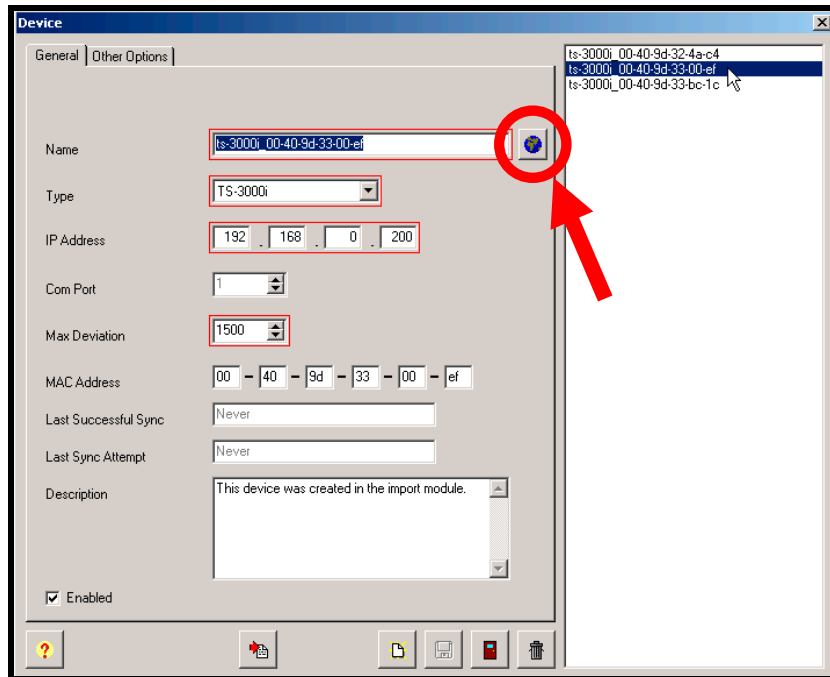 Device
General
Other Options
Name
ts-3000i_00-40-9d-33-00-ef
Type
TS-3000i
IP Address
192 . 168 . 0 . 200
Com Port
1
Max Deviation
1500
MAC Address
00 - 40 - 9d - 33 - 00 - ef
Last Successful Sync
Never
Last Sync Attempt
Never
Description
This device was created in the import module.
Enabled
?
ts-3000i_00-40-9d-32-4a-c4
ts-3000i_00-40-9d-33-00-ef
ts-3000i_00-40-9d-33-bc-1c